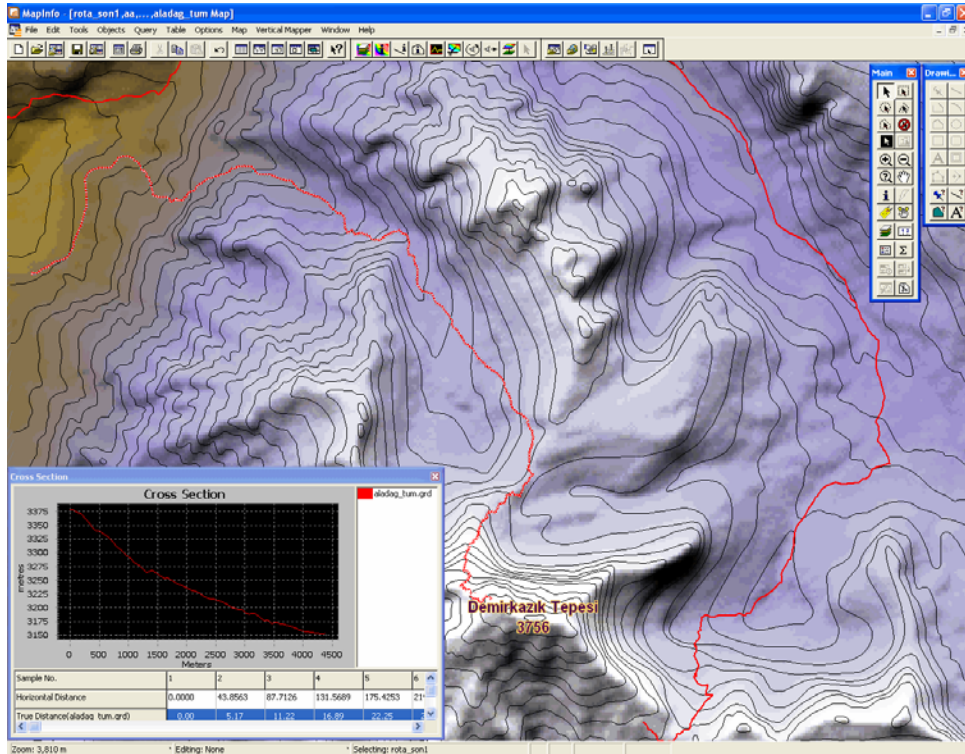 MapInfo - [rota_son1,aa,...,aladag_tum Map]
File Edit Tools Objects Query Table Options Map Vertical Mapper Window Help
Main
Drawi...
Cross Section
Cross Section
aladag_tum.grd
3375
3350
3325
3300
3275
3250
3225
3200
3175
3150
metres
0 500 1000 1500 2000 2500 3000 3500 4000 4500
Meters
Demirkazık Tepesi
3756
Sample No. 1 2 3 4 5 6
Horizontal Distance 0.0000 43.8563 87.7126 131.5689 175.4253
True Distance(aladag_tum.grd) 0.00 5.17 11.22 16.89 22.25
Zoom: 3,810 m Editing: None Selecting: rota_son1